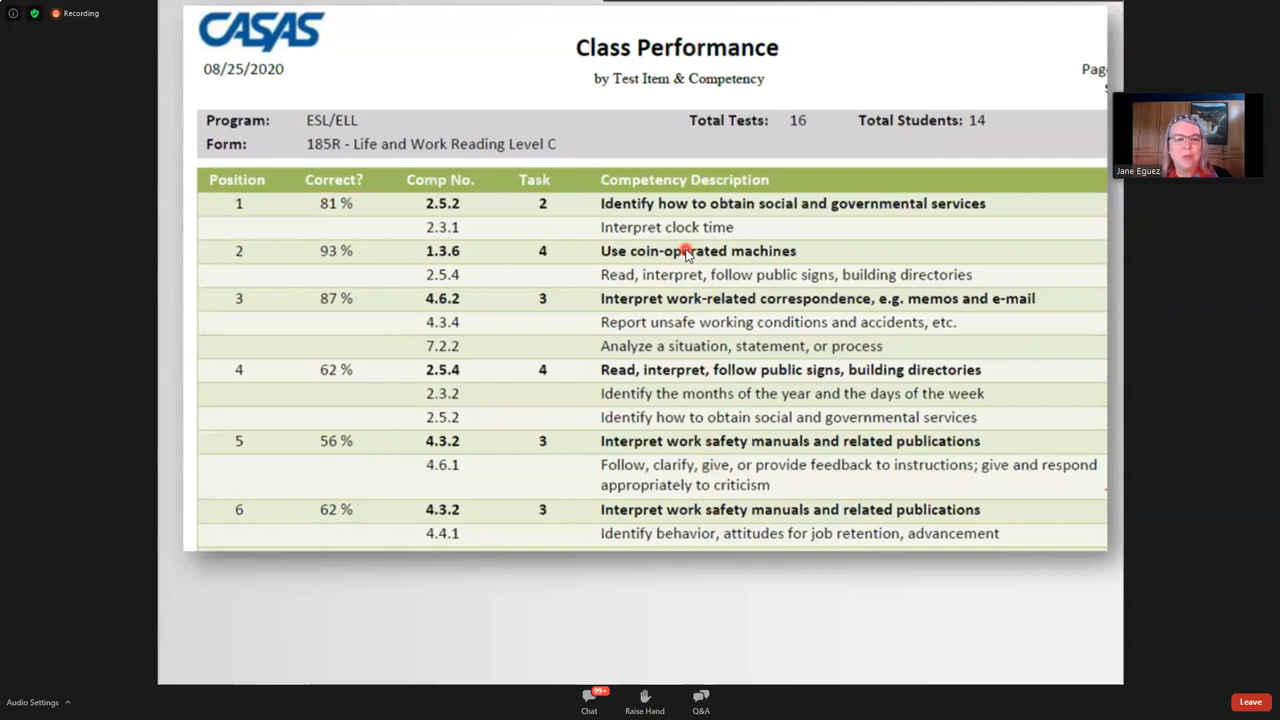 Recording
CASAS
08/25/2020
Class Performance
by Test Item & Competency
Pag
Program: ESL/ELL Total Tests: 16 Total Students: 14
Form: 185R - Life and Work Reading Level C
Position Correct? Comp No. Task Competency Description
1 81 % 2.5.2 2 Identify how to obtain social and governmental services
2.3.1 Interpret clock time
2 93 % 1.3.6 4 Use coin-operated machines
2.5.4 Read, interpret, follow public signs, building directories
3 87 % 4.6.2 3 Interpret work-related correspondence, e.g. memos and e-mail
4.3.4 Report unsafe working conditions and accidents, etc.
7.2.2 Analyze a situation, statement, or process
4 62 % 2.5.4 4 Read, interpret, follow public signs, building directories
2.3.2 Identify the months of the year and the days of the week
2.5.2 Identify how to obtain social and governmental services
5 56 % 4.3.2 3 Interpret work safety manuals and related publications
4.6.1 Follow, clarify, give, or provide feedback to instructions; give and respond
appropriately to criticism
6 62 % 4.3.2 3 Interpret work safety manuals and related publications
4.4.1 Identify behavior, attitudes for job retention, advancement
Jane Eguez
Audio Settings
99+
Chat
Raise Hand
Q&A
Leave